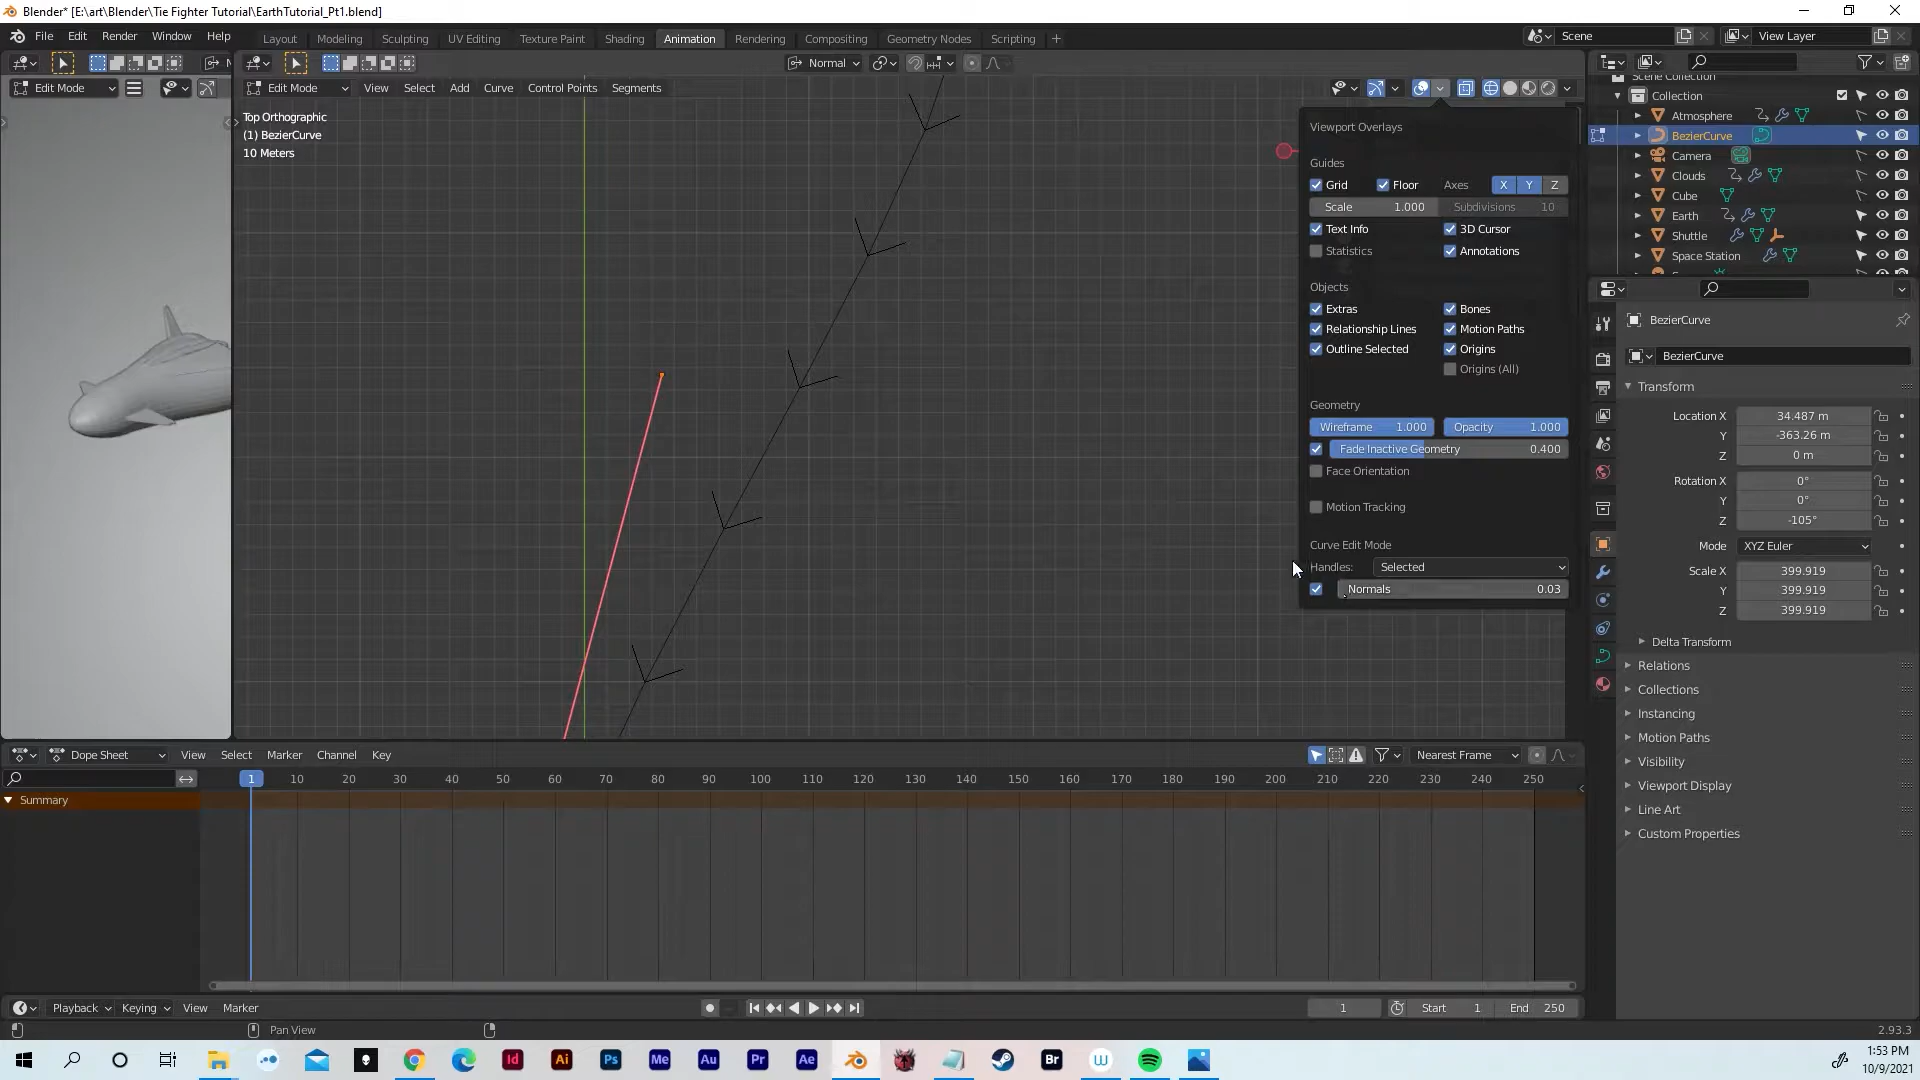 Blender* [E:\art\Blender\Tie Fighter Tutorial\EarthTutorial_Pt1.blend]
File Edit Render Window Help
Layout Modeling Sculpting UV Editing Texture Paint Shading Animation Rendering Compositing Geometry Nodes Scripting +
Scene
View Layer
Normal
Edit Mode
Edit Mode View Select Add Curve Control Points Segments
Top Orthographic
(1) BezierCurve
10 Meters
Viewport Overlays
Guides
Grid Floor Axes X Y Z
Scale 1.000 Subdivisions 10
Text Info 3D Cursor
Statistics Annotations
Objects
Extras Bones
Relationship Lines Motion Paths
Outline Selected Origins
Origins (All)
Geometry
Wireframe 1.000 Opacity 1.000
Fade Inactive Geometry 0.400
Face Orientation
Motion Tracking
Curve Edit Mode
Handles: Selected
Normals 0.03
Scene Collection
Collection
Atmosphere
BezierCurve
Camera
Clouds
Cube
Earth
Shuttle
Space Station
BezierCurve
BezierCurve
Transform
Location X 34.487 m
Y -363.26 m
Z 0 m
Rotation X 0°
Y 0°
Z -105°
Mode XYZ Euler
Scale X 399.919
Y 399.919
Z 399.919
Delta Transform
Relations
Collections
Instancing
Motion Paths
Visibility
Viewport Display
Line Art
Custom Properties
Dope Sheet View Select Marker Channel Key
Nearest Frame
1 10 20 30 40 50 60 70 80 90 100 110 120 130 140 150 160 170 180 190 200 210 220 230 240 250
Summary
Playback Keying View Marker
1 Start 1 End 250
Pan View
2.93.3
Id Ai Ps Me Au Pr Ae Br
1:53 PM
10/9/2021